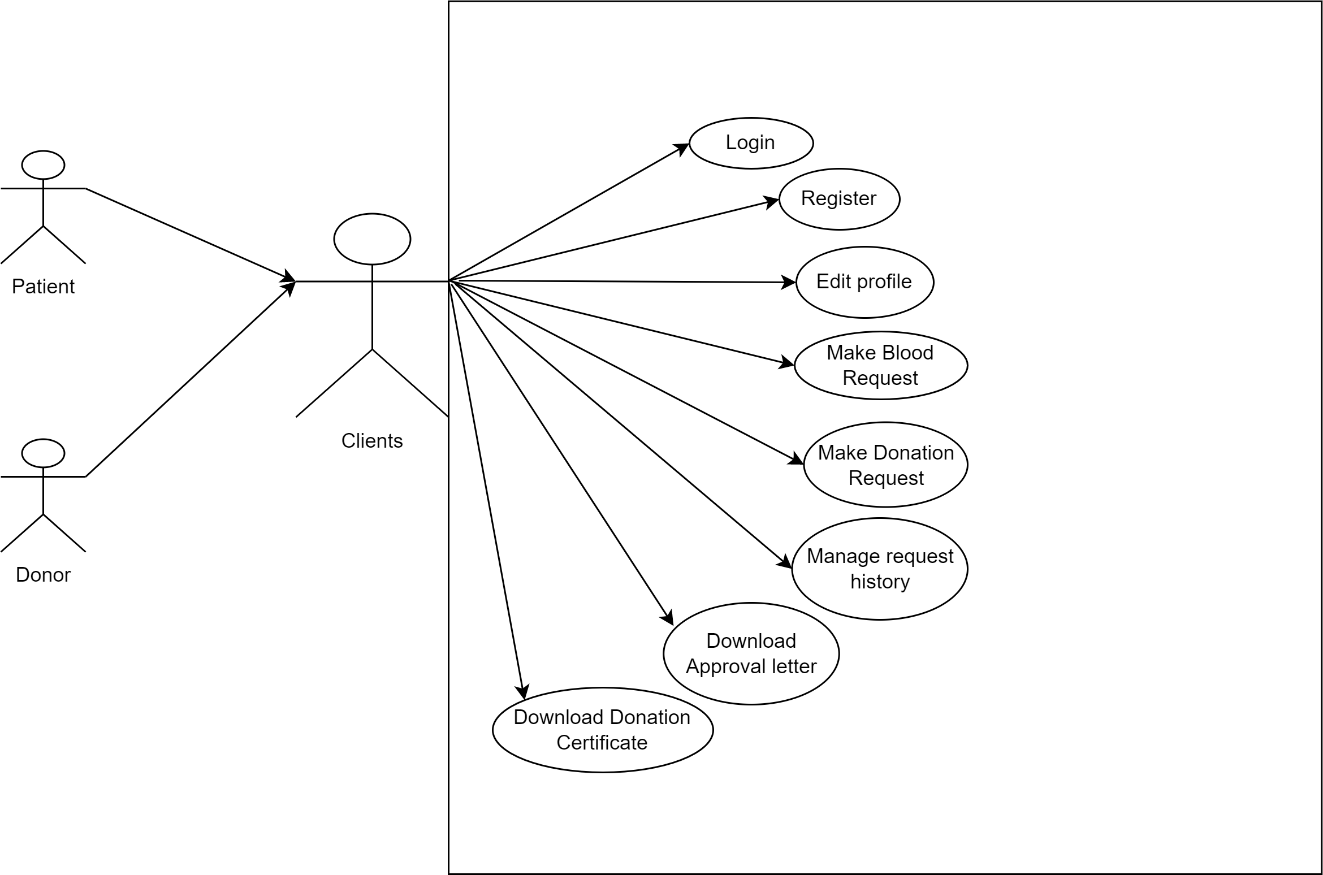 Login
Register
Patient
Edit profile
Make Blood
Request
Clients
Make Donation
Request
Donor
Manage request
history
Download
Approval letter
Download Donation
Certificate